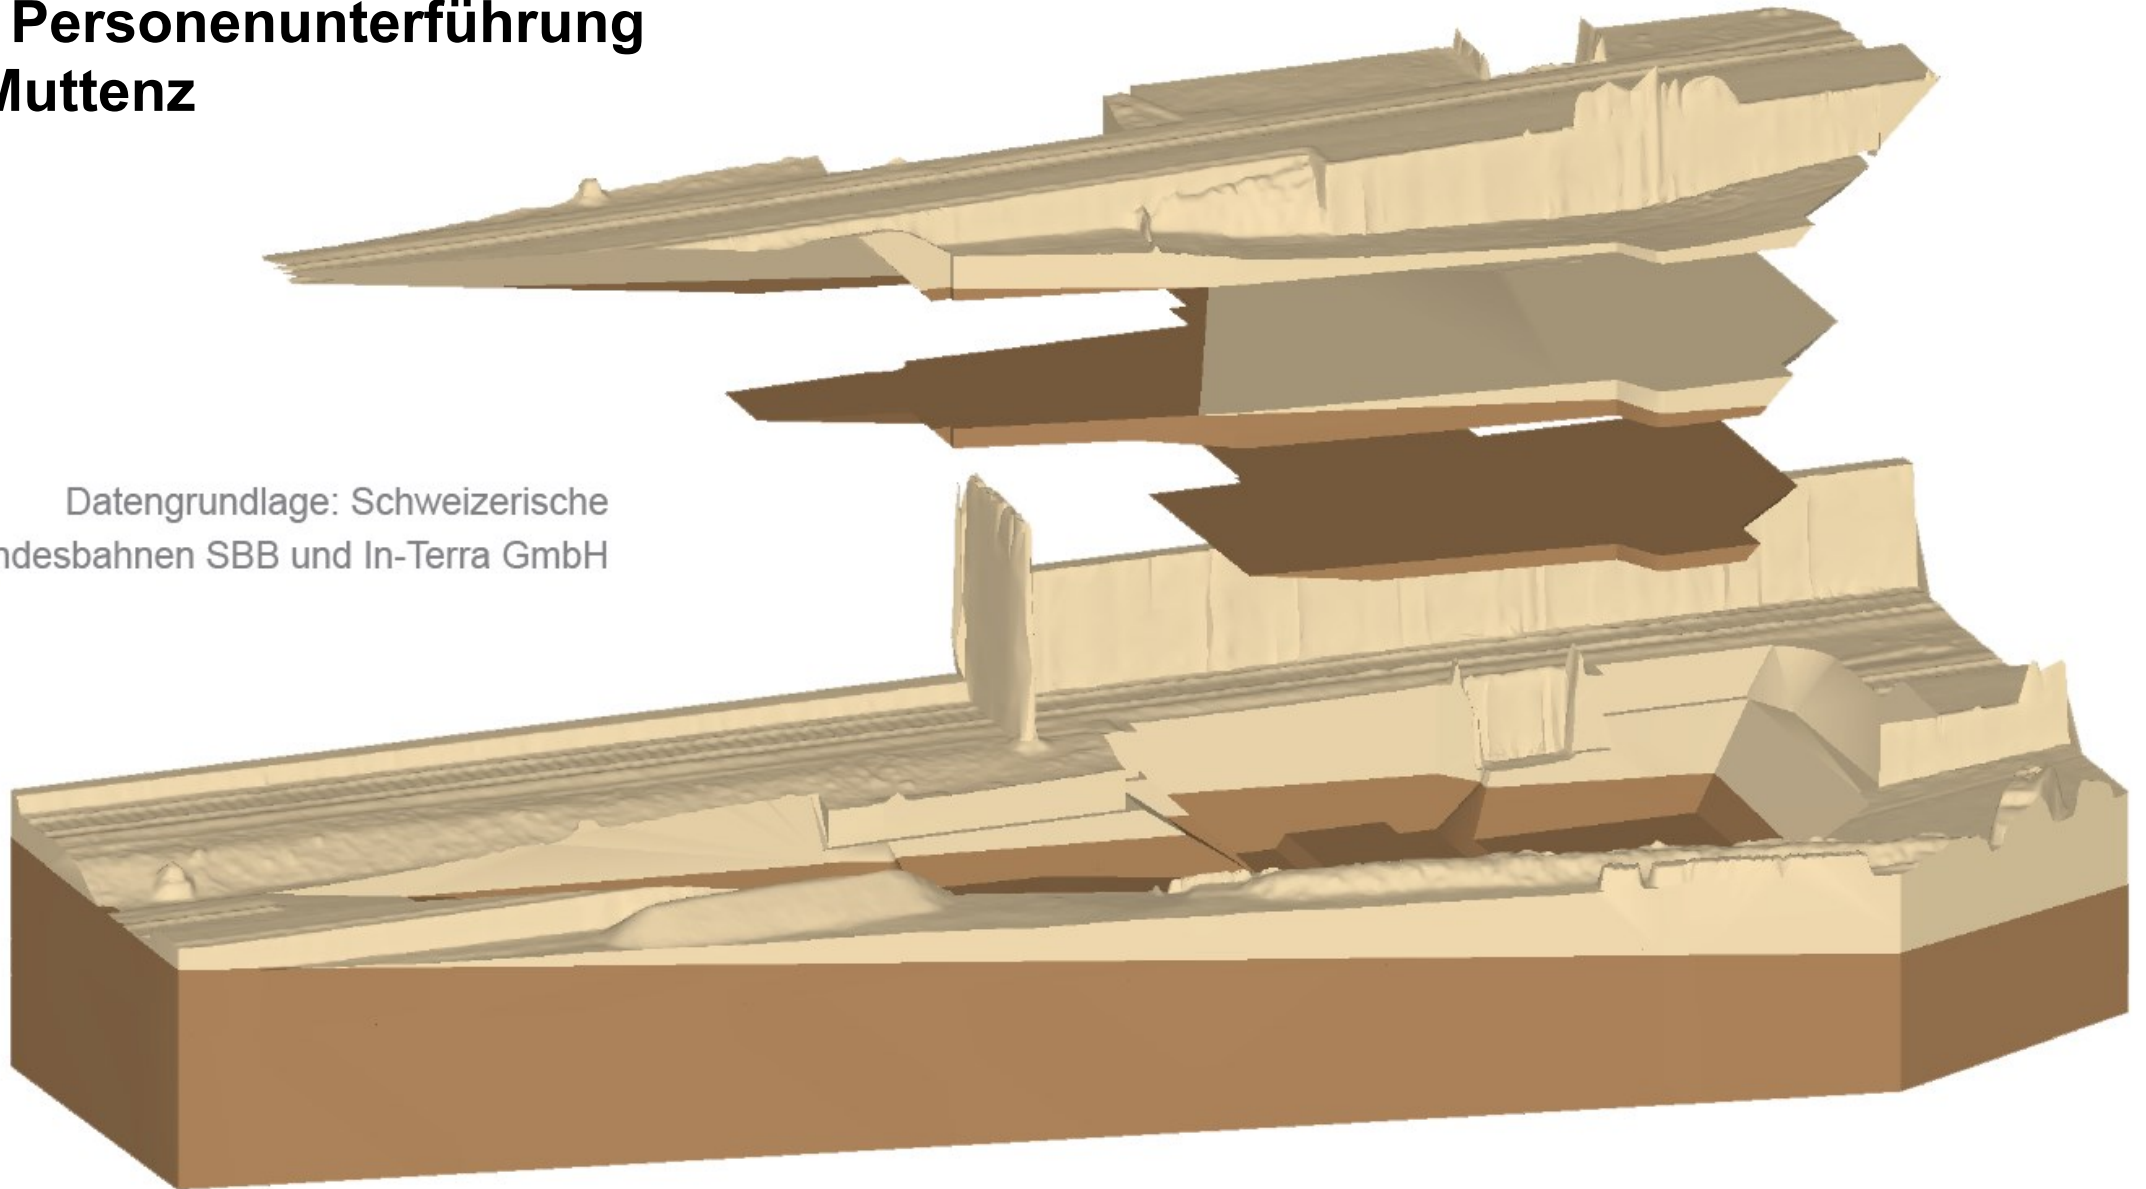 Personenunterführung
Muttenz
Datengrundlage: Schweizerische
ndesbahnen SBB und In-Terra GmbH